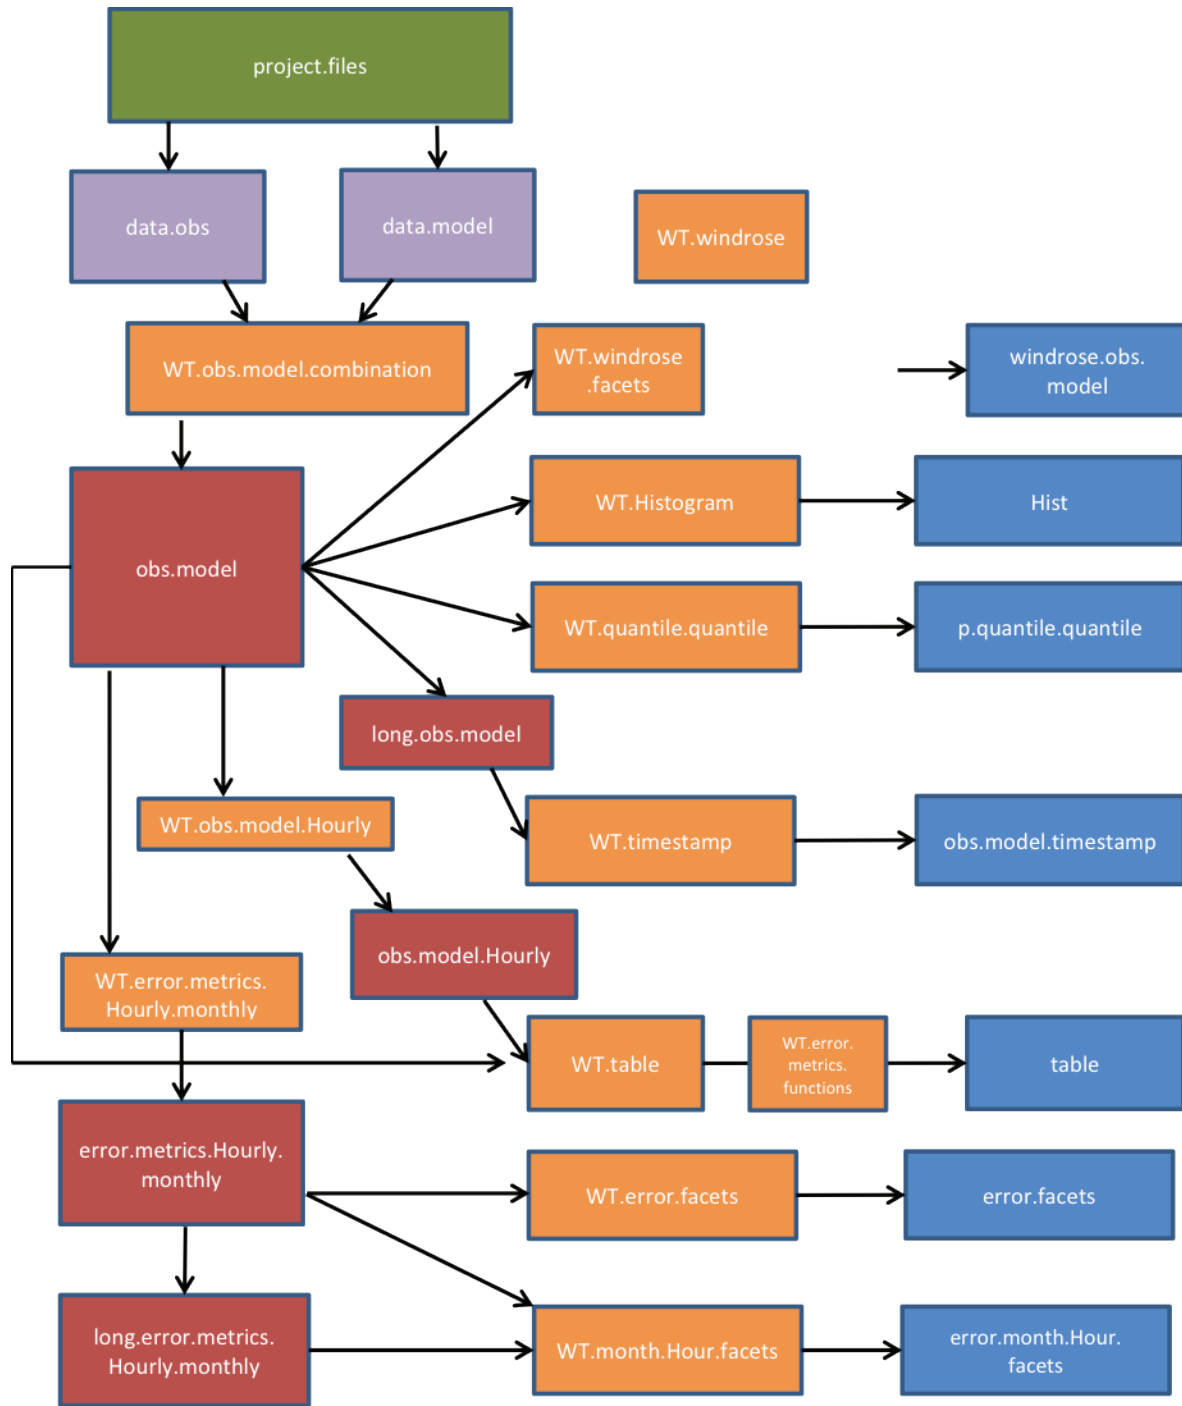 project.files
data.obs
data.model
WT.windrose
WT.obs.model.combination
WT.windrose
.facets
windrose.obs.
model
WT.Histogram
Hist
obs.model
WT.quantile.quantile
p.quantile.quantile
long.obs.model
WT.obs.model.Hourly
WT.timestamp
obs.model.timestamp
obs.model.Hourly
WT.error.metrics.
Hourly.monthly
WT.table
WT.error.
metrics.
functions
table
error.metrics.Hourly.
monthly
WT.error.facets
error.facets
long.error.metrics.
Hourly.monthly
WT.month.Hour.facets
error.month.Hour.
facets